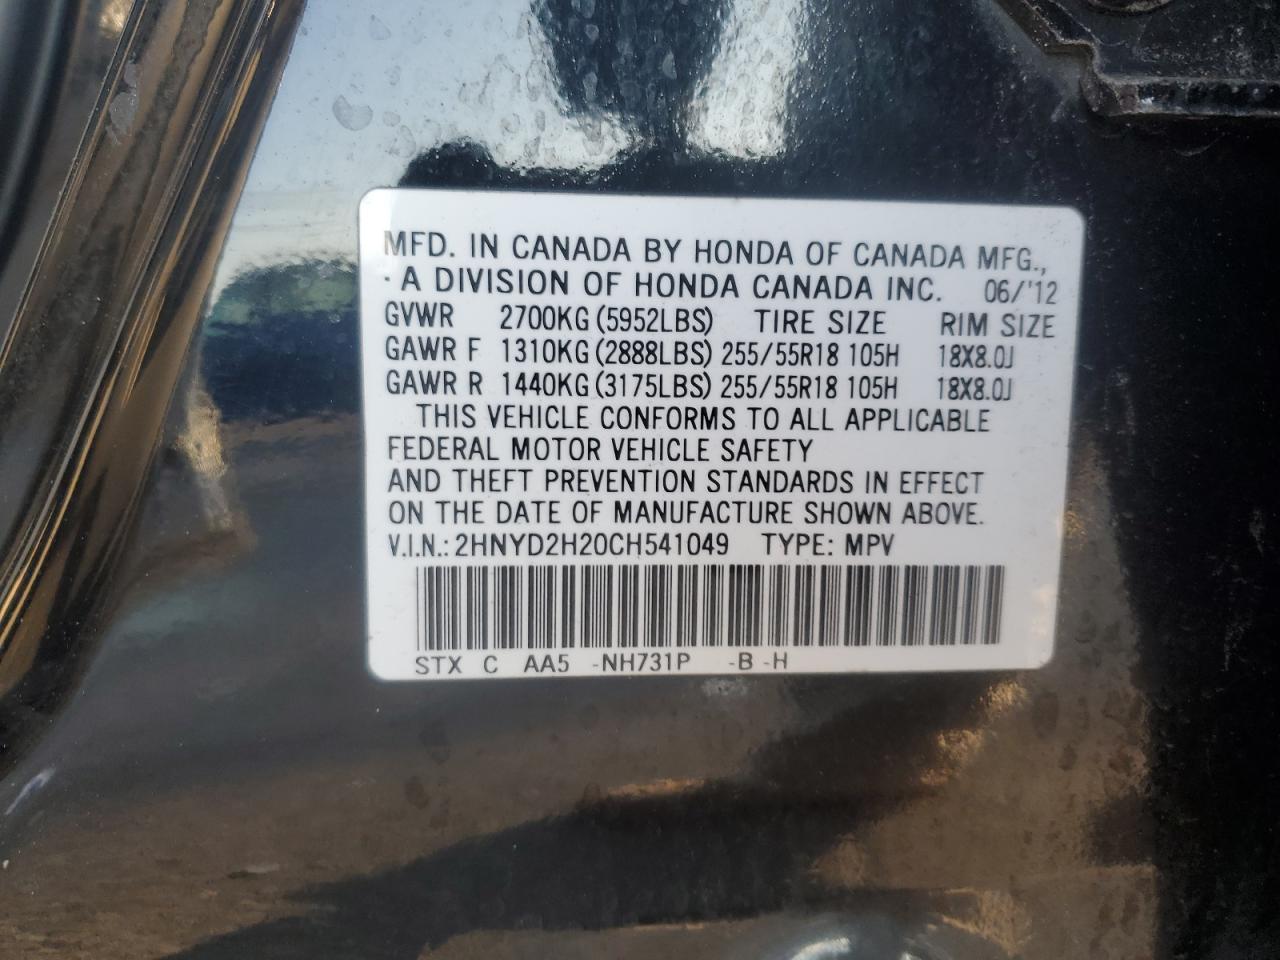 MFD. IN CANADA BY HONDA OF CANADA MFG.,
· A DIVISION OF HONDA CANADA INC. 06/'12
GVWR 2700KG (5952LBS) TIRE SIZE RIM SIZE
GAWR F 1310KG (2888LBS) 255/55R18 105H 18X8.0J
GAWR R 1440KG (3175LBS) 255/55R18 105H 18X8.0J
THIS VEHICLE CONFORMS TO ALL APPLICABLE
FEDERAL MOTOR VEHICLE SAFETY
AND THEFT PREVENTION STANDARDS IN EFFECT
ON THE DATE OF MANUFACTURE SHOWN ABOVE.
V.I.N.: 2HNYD2H20CH541049 TYPE: MPV
STX C AA5 -NH731P -B -H